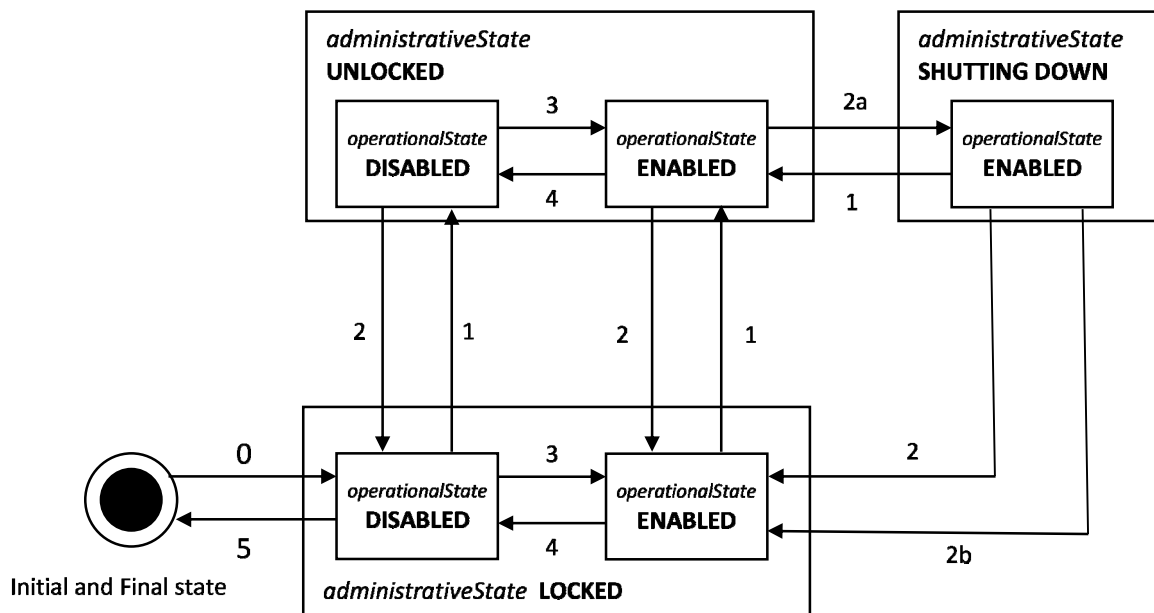 administrativeState
UNLOCKED
administrativeState
SHUTTING DOWN
operationalState
DISABLED
3
4
operationalState
ENABLED
2a
1
operationalState
ENABLED
2
1
2
1
0
5
operationalState
DISABLED
3
4
operationalState
ENABLED
2
2b
Initial and Final state
administrativeState LOCKED